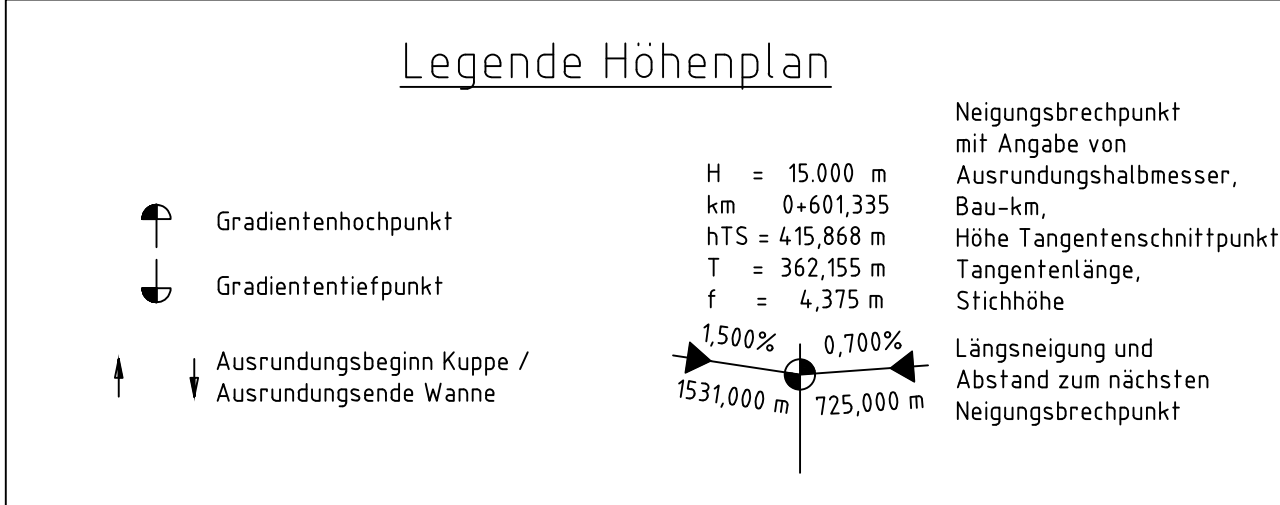 Legende Höhenplan
Gradientenhochpunkt
Gradiententiefpunkt
Ausrundungsbeginn Kuppe /
Ausrundungsende Wanne
H = 15.000 m
km 0+601,335
hTS = 415,868 m
T = 362,155 m
f = 4,375 m
1,500% 0,700%
1531,000 m 725,000 m
Neigungsbrechpunkt
mit Angabe von
Ausrundungshalbmesser,
Bau-km,
Höhe Tangentenschnittpunkt
Tangentenlänge,
Stichhöhe
Längsneigung und
Abstand zum nächsten
Neigungsbrechpunkt